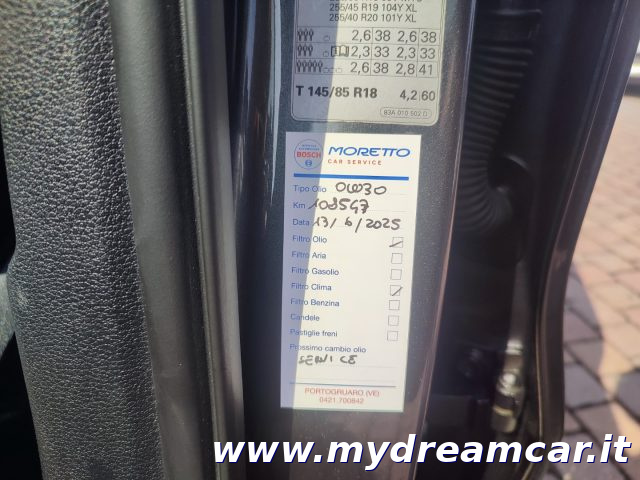 255/45 R19 104Y XL
255/40 R20 101Y XL
2,6 38 2,6 38
2,3 33 2,3 33
2,6 38 2,8 41
T 145/85 R18 4,2 60
83A 010 502 D
BOSCH
MORETTO
CAR SERVICE
Tipo Olio 0W30
Km 108547
Data 13/6/2025
Filtro Olio
Filtro Aria
Filtro Gasolio
Filtro Clima
Filtro Benzina
Candele
Pastiglie freni
Prossimo cambio olio
SERVICE
PORTOGRUARO (VE)
0421.700842
www.mydreamcar.it